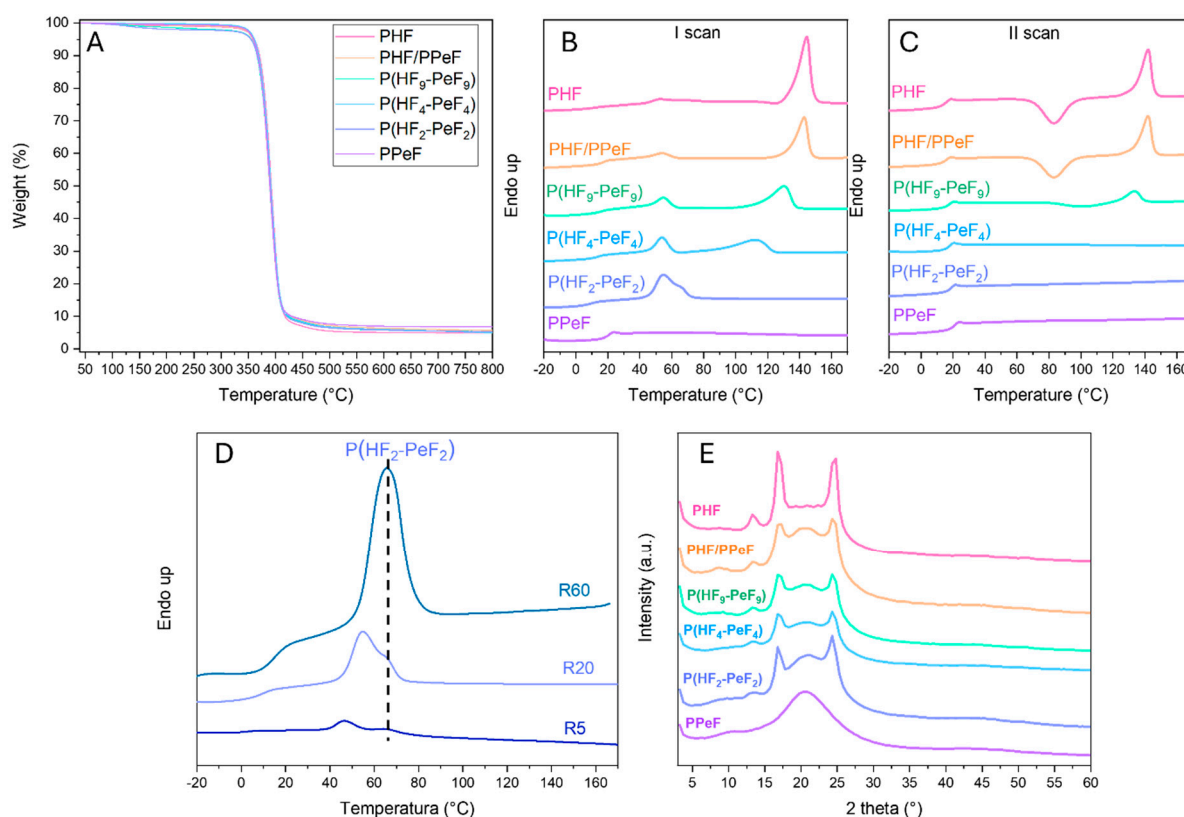 A
PHF
PHF/PPeF
P(HF₉-PeF₉)
P(HF₄-PeF₄)
P(HF₂-PeF₂)
PPeF
Weight (%)
100
90
80
70
60
50
40
30
20
10
0
50 100 150 200 250 300 350 400 450 500 550 600 650 700 750 800
Temperature (°C)
B
I scan
PHF
PHF/PPeF
P(HF₉-PeF₉)
P(HF₄-PeF₄)
P(HF₂-PeF₂)
PPeF
Endo up
-20 0 20 40 60 80 100 120 140 160
Temperature (°C)
C
II scan
PHF
PHF/PPeF
P(HF₉-PeF₉)
P(HF₄-PeF₄)
P(HF₂-PeF₂)
PPeF
Endo up
-20 0 20 40 60 80 100 120 140 160
Temperature (°C)
D
P(HF₂-PeF₂)
R60
R20
R5
Endo up
-20 0 20 40 60 80 100 120 140 160
Temperatura (°C)
E
PHF
PHF/PPeF
P(HF₉-PeF₉)
P(HF₄-PeF₄)
P(HF₂-PeF₂)
PPeF
Intensity (a.u.)
5 10 15 20 25 30 35 40 45 50 55 60
2 theta (°)